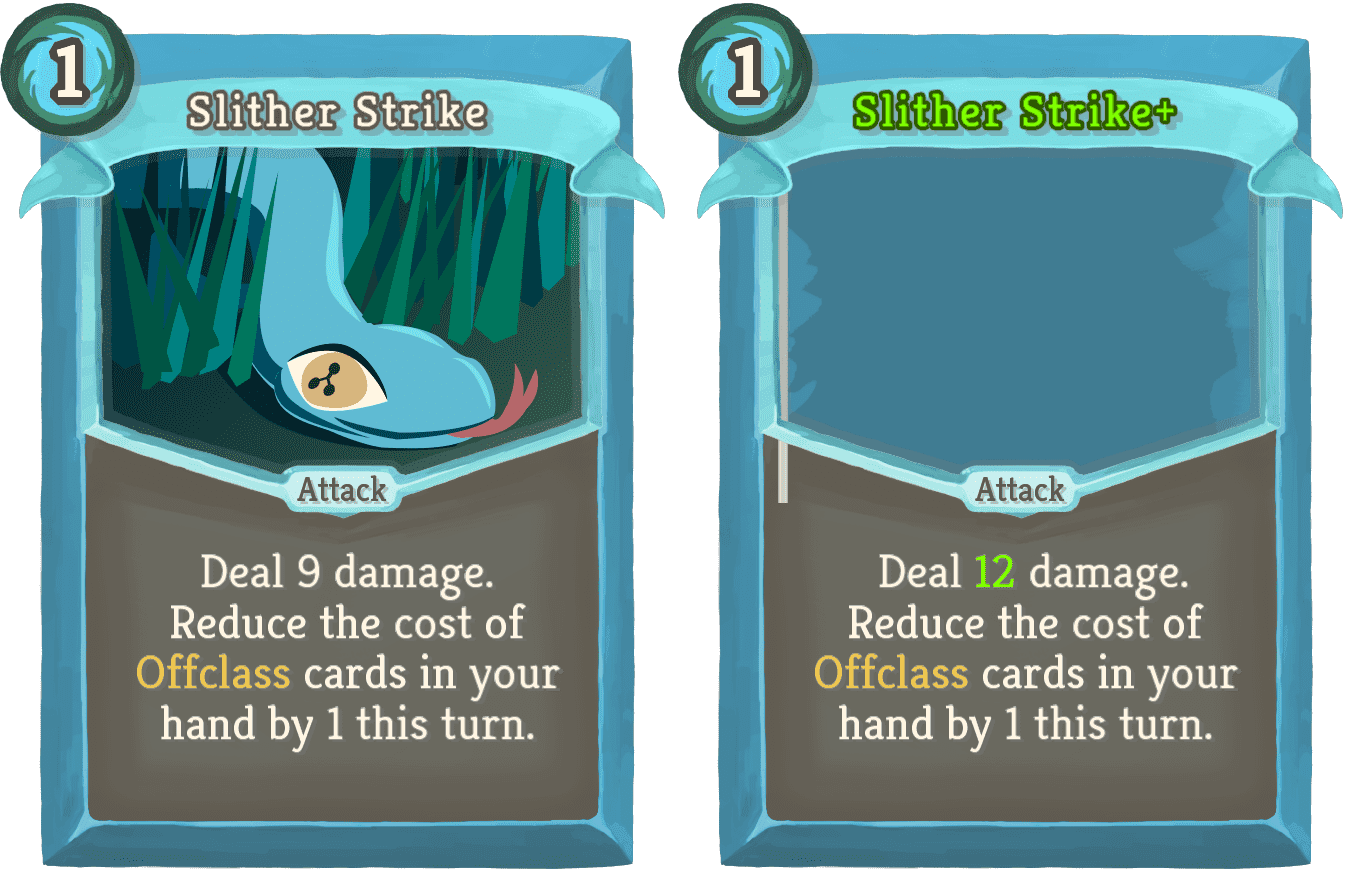 1
Slither Strike
Attack
Deal 9 damage.
Reduce the cost of
Offclass cards in your
hand by 1 this turn.
1
Slither Strike+
Attack
Deal 12 damage.
Reduce the cost of
Offclass cards in your
hand by 1 this turn.